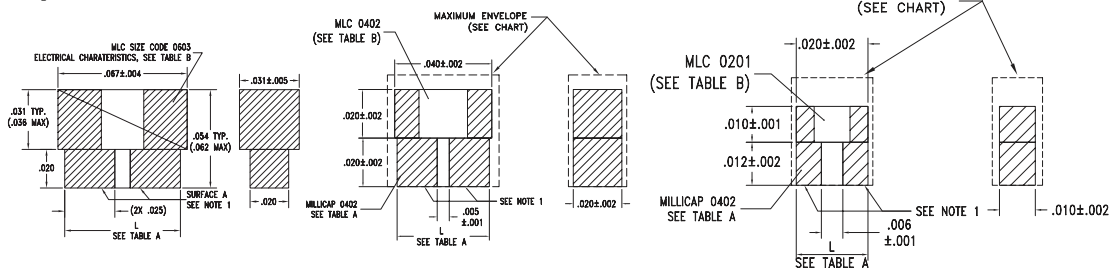 MLC SIZE CODE 0603
ELECTRICAL CHARATERISTICS, SEE TABLE B
.067±.004
.031±.005
.031 TYP.
(.036 MAX)
.054 TYP.
(.062 MAX)
.020
SURFACE A
SEE NOTE 1
(2X .025)
.020
L
SEE TABLE A
MLC 0402
(SEE TABLE B)
MAXIMUM ENVELOPE
(SEE CHART)
.040±.002
.020±.002
.020±.002
MILLICAP 0402
SEE TABLE A
SEE NOTE 1
.005
±.001
.020±.002
L
SEE TABLE A
(SEE CHART)
.020±.002
MLC 0201
(SEE TABLE B)
.010±.001
.012±.002
MILLICAP 0402
SEE TABLE A
SEE NOTE 1
.006
±.001
.010±.002
L
SEE TABLE A